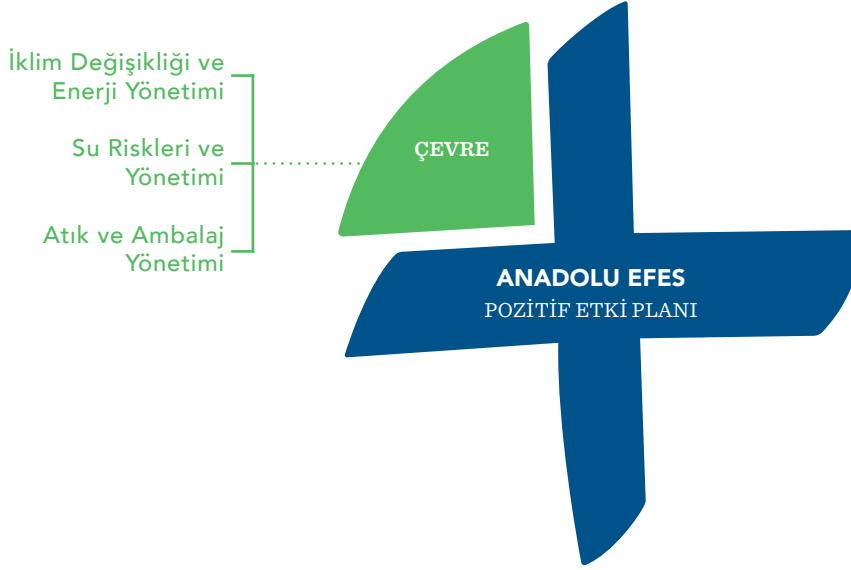 İklim Değişikliği ve
Enerji Yönetimi
Su Riskleri ve
Yönetimi
Atık ve Ambalaj
Yönetimi
ÇEVRE
ANADOLU EFES
POZİTİF ETKİ PLANI